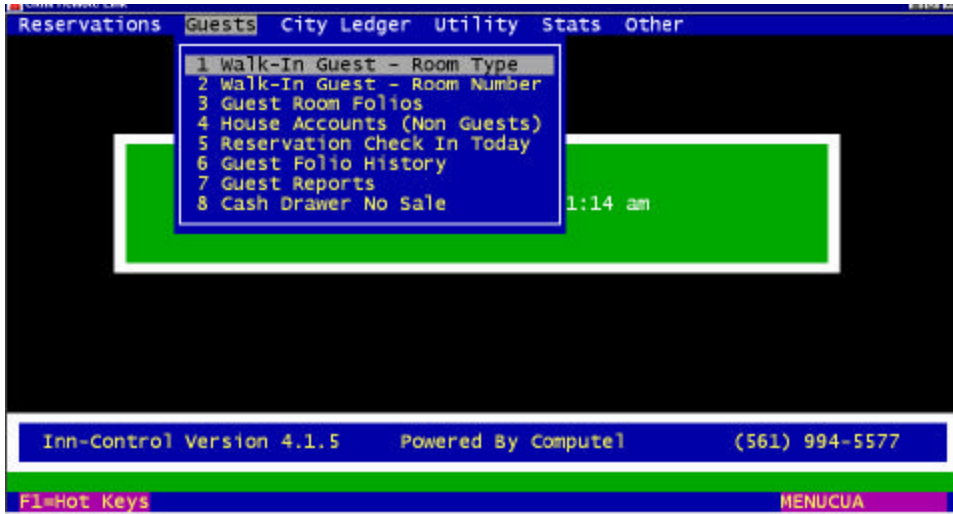 Reservations Guests City Ledger Utility Stats Other
1 Walk-In Guest - Room Type
2 Walk-In Guest - Room Number
3 Guest Room Folios
4 House Accounts (Non Guests)
5 Reservation Check In Today
6 Guest Folio History
7 Guest Reports
8 Cash Drawer No Sale
1:14 am
Inn-Control Version 4.1.5 Powered By Computel (561) 994-5577
F1=Hot Keys MENUCUA